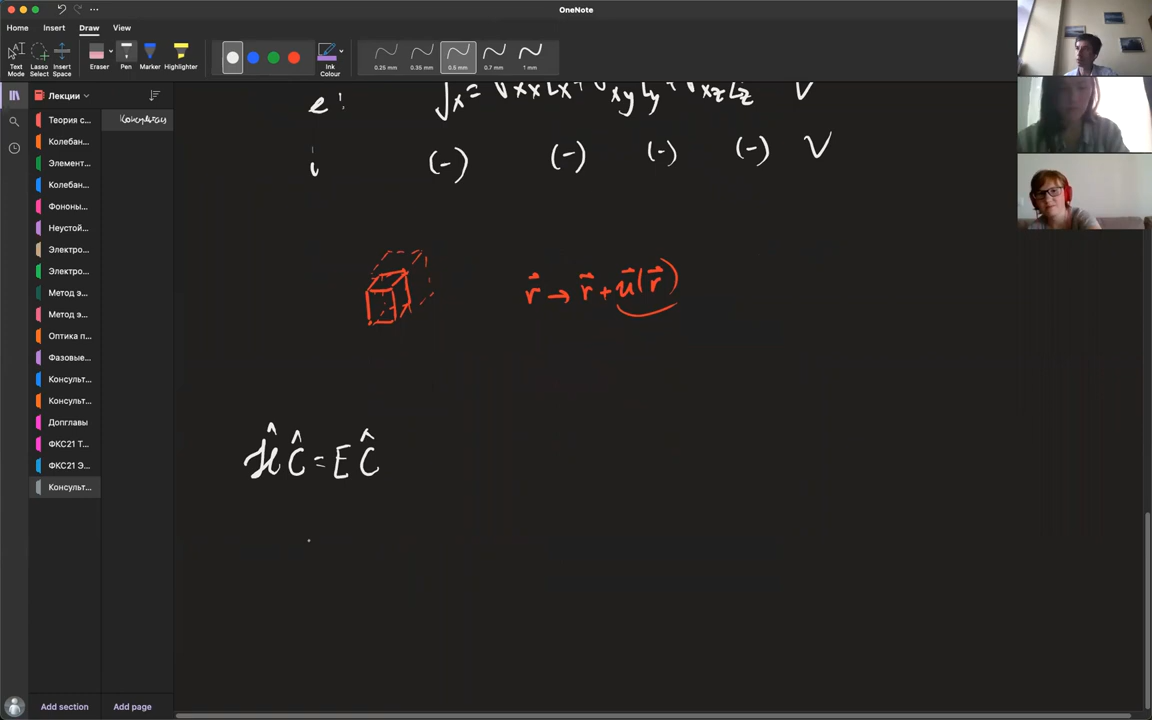 OneNote
Home Insert Draw View
Text Mode
Lasso Select
Insert Space
Eraser
Pen
Marker
Highlighter
Ink Colour
0.25 mm
0.35 mm
0.5 mm
0.7 mm
1 mm
Лекции
Теория с...
Колебан...
Элемент...
Колебан...
Фононы...
Неустой...
Электро...
Электро...
Метод э...
Метод э...
Оптика п...
Фазовые...
Консульт...
Консульт...
Допглавы
ФКС21 Т...
ФКС21 Э...
Консульт...
e!
i (-) (-) (-) (-) V
r⃗ → r⃗ + u⃗(r⃗)
Ĥ Ĉ = E Ĉ
Add section Add page